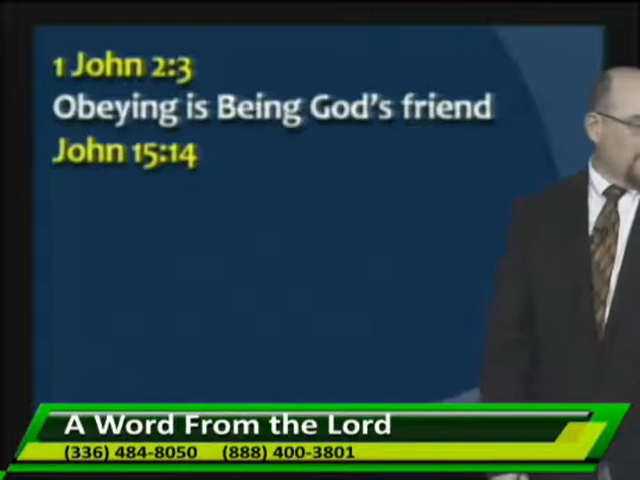 1 John 2:3
Obeying is Being God's friend
John 15:14
A Word From the Lord
(336) 484-8050 (888) 400-3801